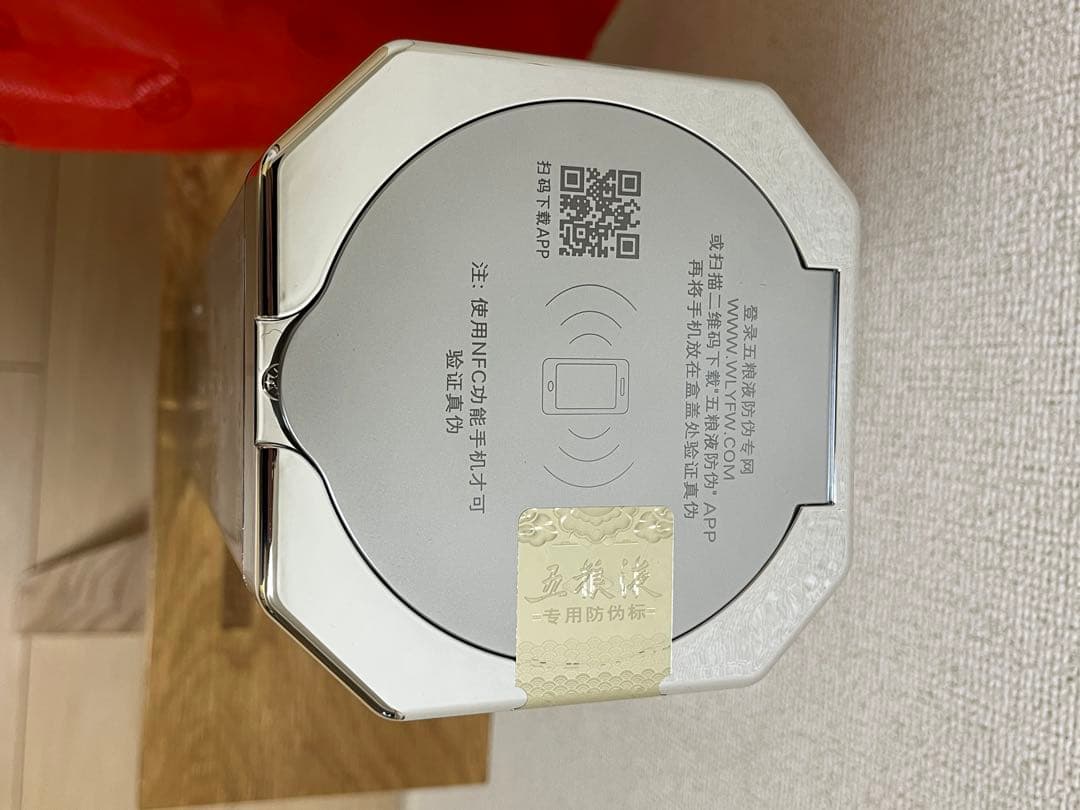 登录五粮液防伪专网
WWW.WLYFW.COM
或扫描二维码下载"五粮液防伪" APP
再将手机放在盒盖处验证真伪
扫码下载APP
注：使用NFC功能手机才可
验证真伪
五粮液
专用防伪标